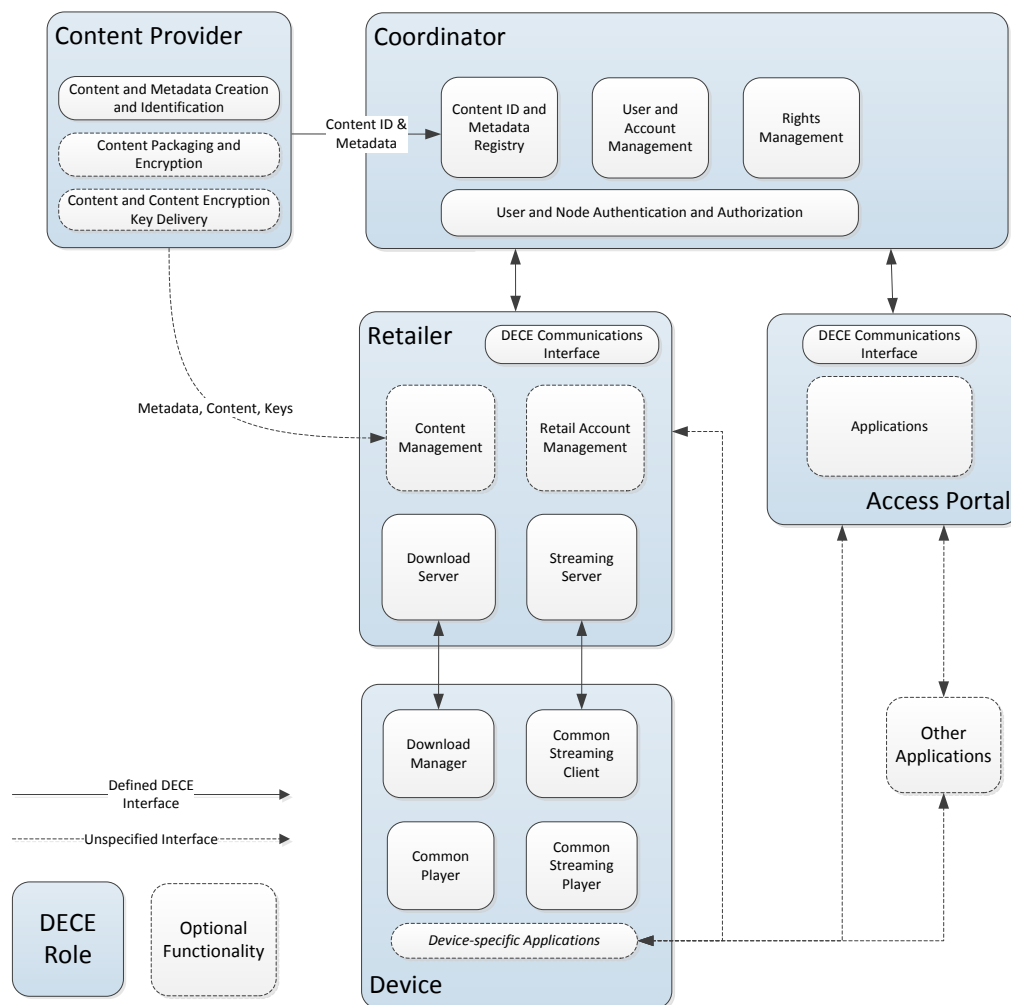 Content Provider
Content and Metadata Creation
and Identification
Content Packaging and
Encryption
Content and Content Encryption
Key Delivery
Content ID &
Metadata
Coordinator
Content ID and
Metadata
Registry
User and
Account
Management
Rights
Management
User and Node Authentication and Authorization
Retailer
DECE Communications
Interface
Content
Management
Retail Account
Management
Download
Server
Streaming
Server
Metadata, Content, Keys
DECE Communications
Interface
Applications
Access Portal
Download
Manager
Common
Streaming
Client
Common
Player
Common
Streaming
Player
Device-specific Applications
Device
Other
Applications
Defined DECE
Interface
Unspecified Interface
DECE
Role
Optional
Functionality